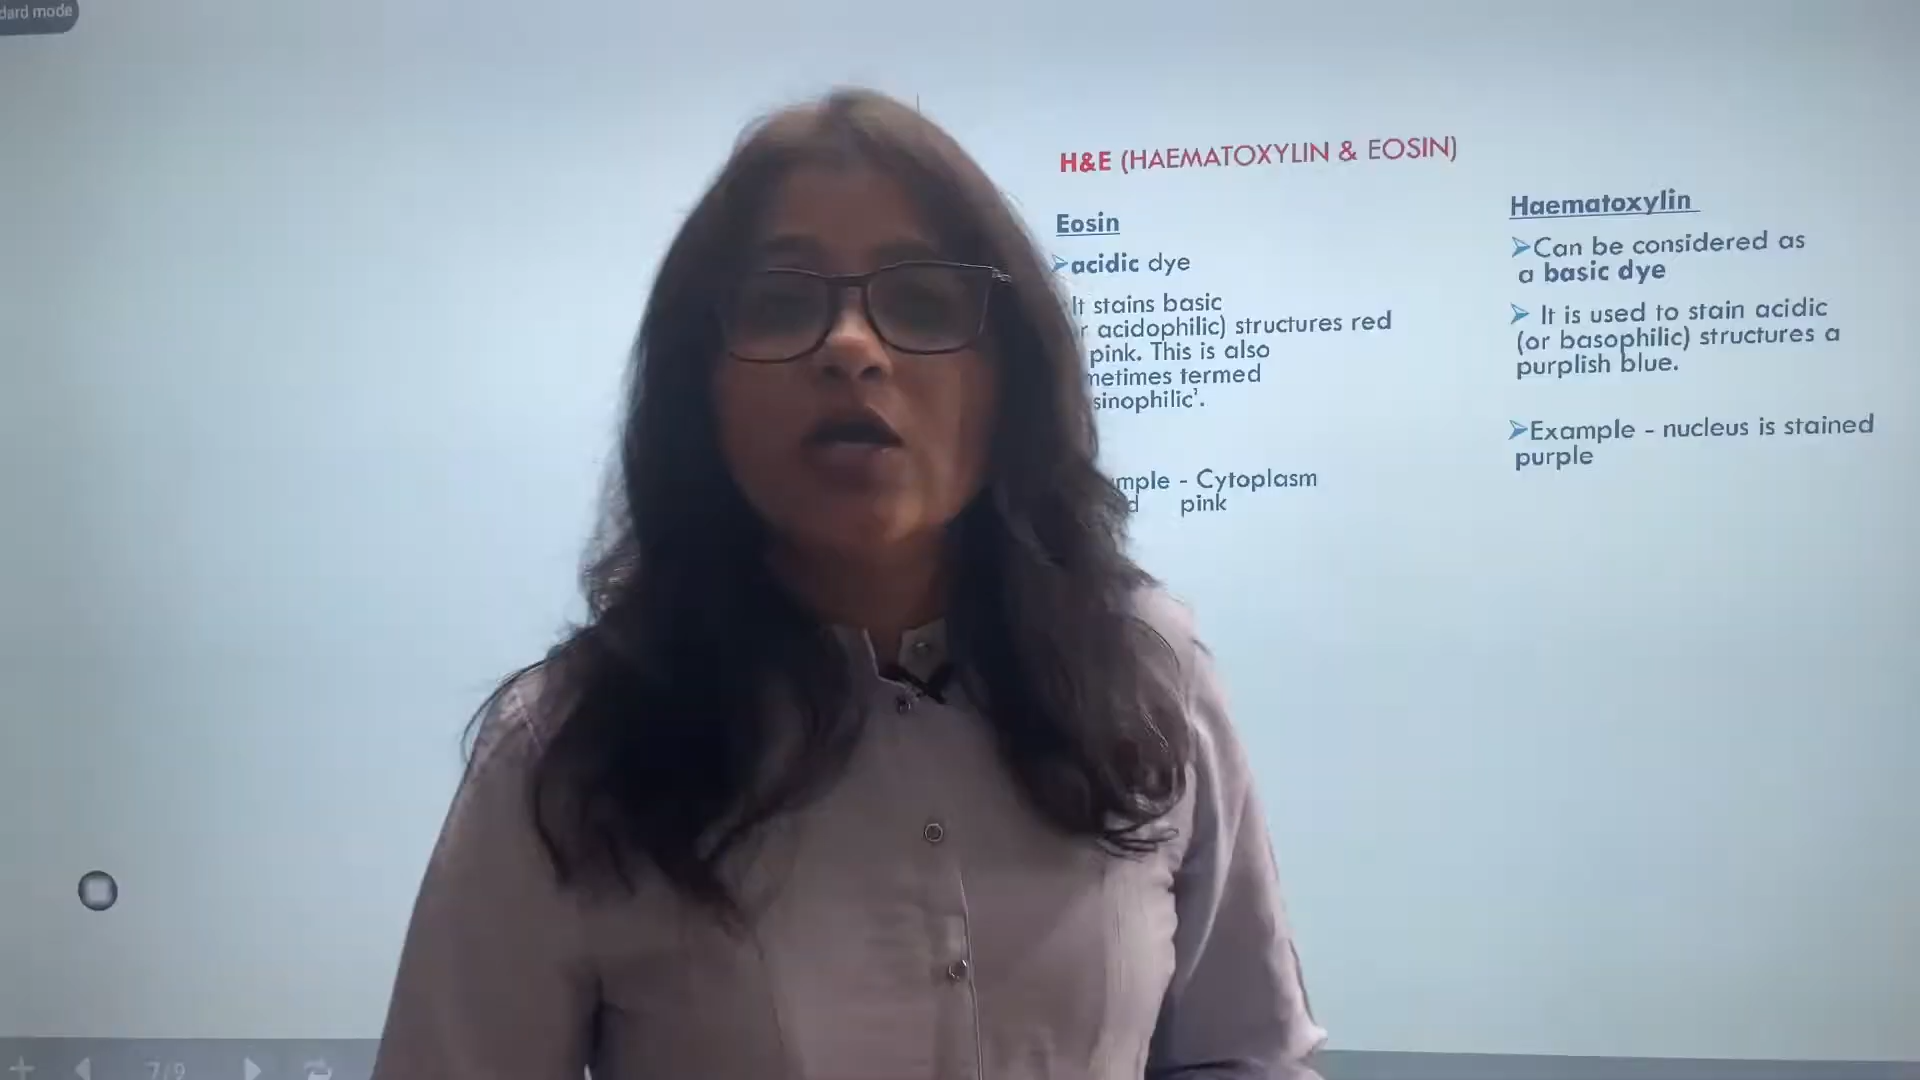 dard mode
H&E (HAEMATOXYLIN & EOSIN)
Eosin
➢acidic dye
It stains basic
r acidophilic) structures red
pink. This is also
metimes termed
sinophilic'.
mple - Cytoplasm
d pink
Haematoxylin
➢Can be considered as
a basic dye
➢ It is used to stain acidic
(or basophilic) structures a
purplish blue.
➢Example - nucleus is stained
purple
7/9